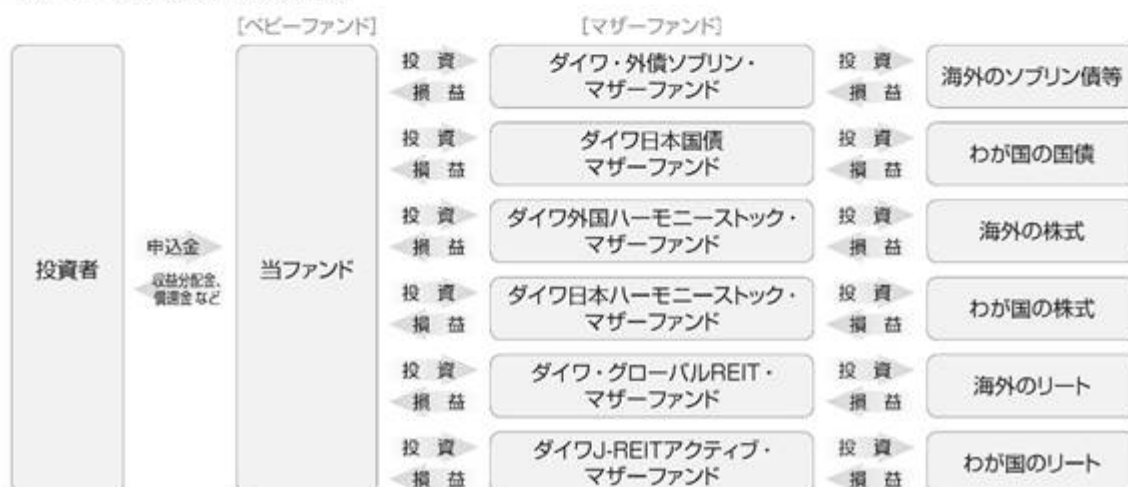 [ベビーファンド]
[マザーファンド]
投資者
申込金
収益分配金、
償還金 など
当ファンド
投 資
損 益
ダイワ・外債ソブリン・
マザーファンド
投 資
損 益
海外のソブリン債等
投 資
損 益
ダイワ日本国債
マザーファンド
投 資
損 益
わが国の国債
投 資
損 益
ダイワ外国ハーモニーストック・
マザーファンド
投 資
損 益
海外の株式
投 資
損 益
ダイワ日本ハーモニーストック・
マザーファンド
投 資
損 益
わが国の株式
投 資
損 益
ダイワ・グローバルREIT・
マザーファンド
投 資
損 益
海外のリート
投 資
損 益
ダイワJ-REITアクティブ・
マザーファンド
投 資
損 益
わが国のリート